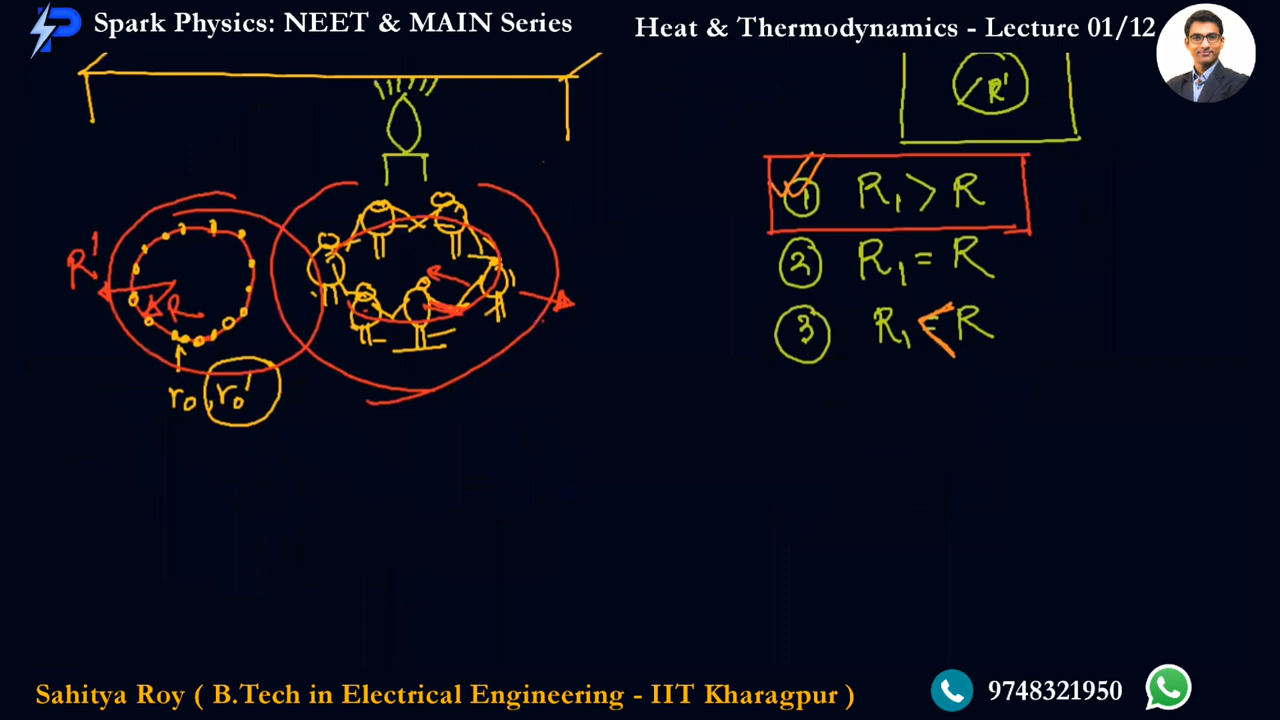 Spark Physics: NEET & MAIN Series
Heat & Thermodynamics - Lecture 01/12
R'
1 R₁ > R
2 R₁ = R
3 R₁ < R
R'
R
r₀, r₀'
Sahitya Roy ( B.Tech in Electrical Engineering - IIT Kharagpur )
9748321950